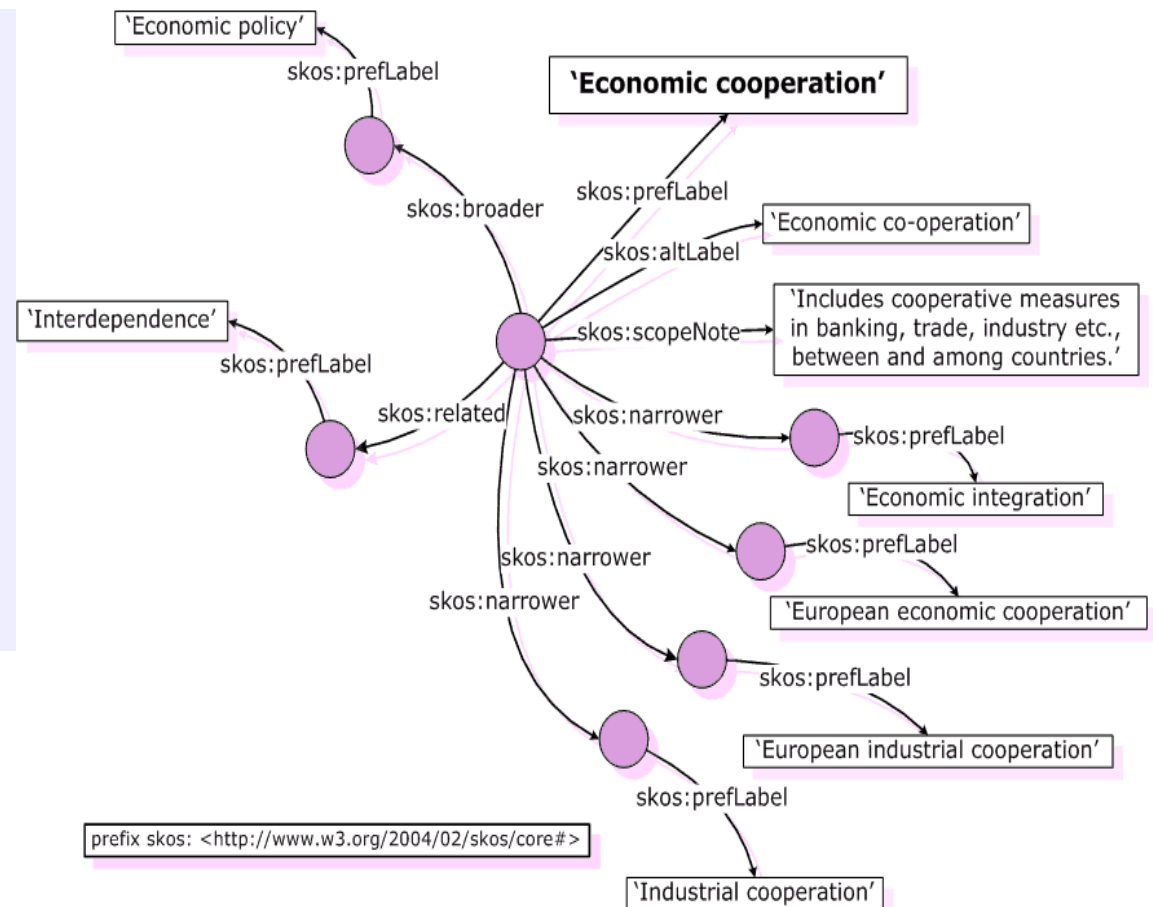 ‘Economic policy’
skos:prefLabel
‘Economic cooperation’
skos:prefLabel
skos:broader
‘Economic co-operation’
skos:altLabel
‘Includes cooperative measures
in banking, trade, industry etc.,
between and among countries.’
skos:scopeNote
‘Interdependence’
skos:prefLabel
skos:related
skos:narrower
skos:prefLabel
‘Economic integration’
skos:narrower
skos:prefLabel
‘European economic cooperation’
skos:narrower
skos:prefLabel
‘European industrial cooperation’
skos:narrower
skos:prefLabel
‘Industrial cooperation’
prefix skos: <http://www.w3.org/2004/02/skos/core#>